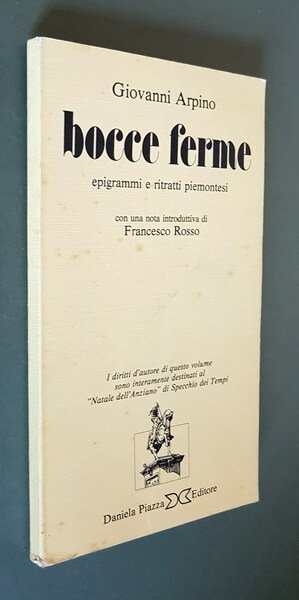 Giovanni Arpino
bocce ferme
epigrammi e ritratti piemontesi
con una nota introduttiva di
Francesco Rosso
I diritti d'autore di questo volume
sono interamente destinati al
"Natale dell'Anziano" di Specchio dei Tempi
Daniela Piazza Editore